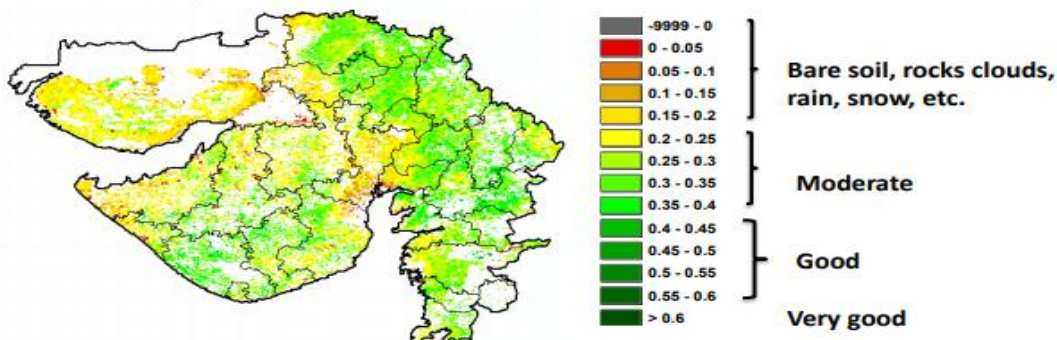 -9999 - 0
0 - 0.05
0.05 - 0.1
0.1 - 0.15
0.15 - 0.2
0.2 - 0.25
0.25 - 0.3
0.3 - 0.35
0.35 - 0.4
0.4 - 0.45
0.45 - 0.5
0.5 - 0.55
0.55 - 0.6
> 0.6
Bare soil, rocks clouds,
rain, snow, etc.
Moderate
Good
Very good